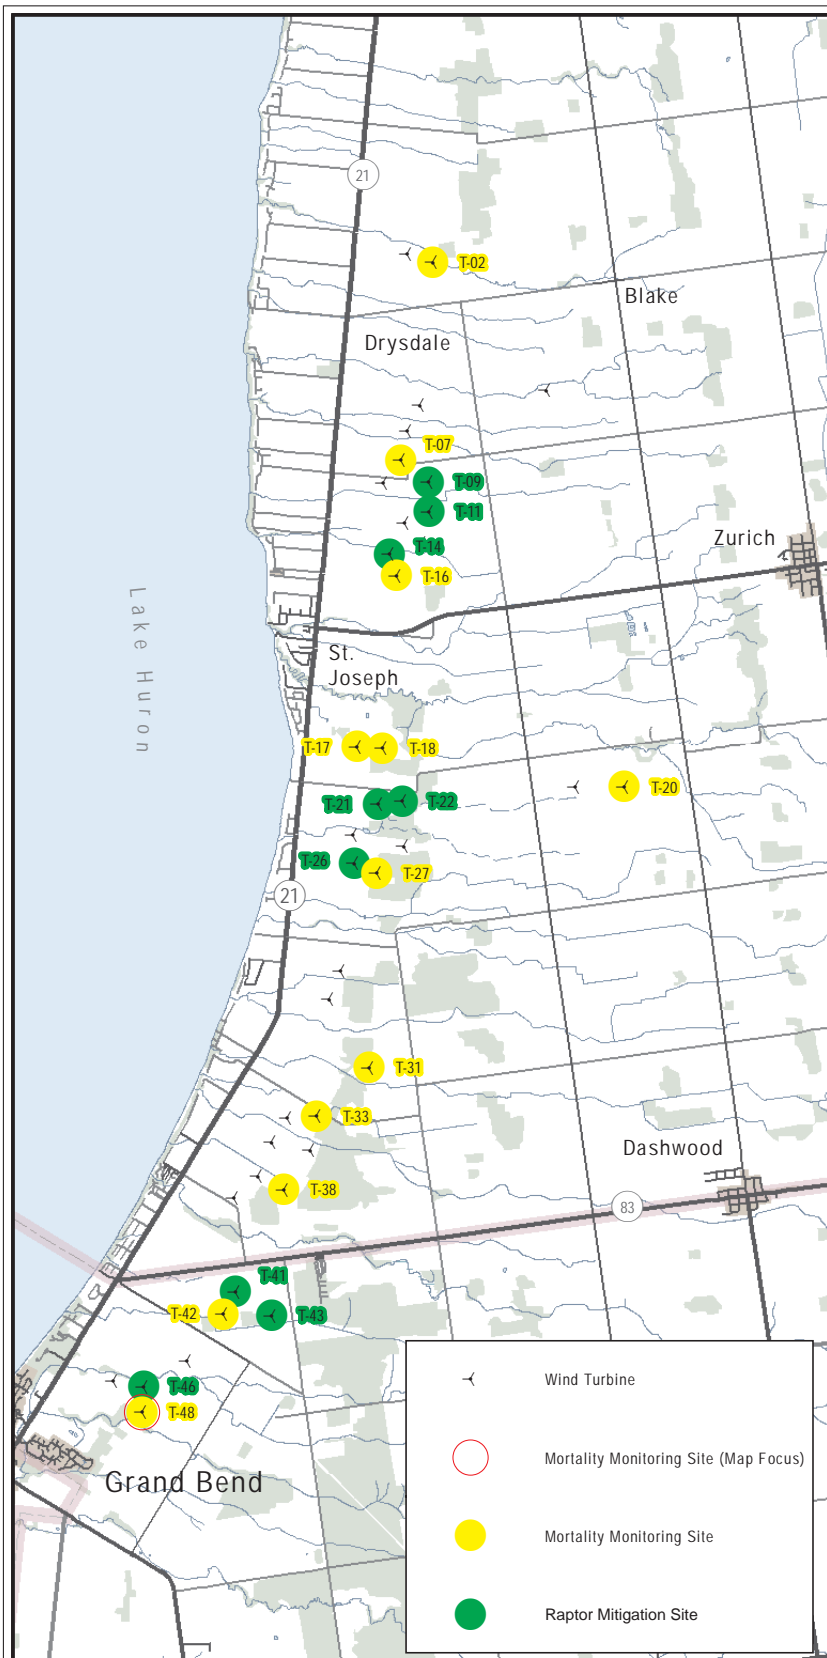 21
T-02
Blake
Drysdale
T-07
T-09
T-11
Zurich
T-14
T-16
Lake Huron
St.
Joseph
T-17
T-18
T-20
T-21
T-22
T-26
T-27
21
T-31
T-33
Dashwood
T-38
83
T-41
T-42
T-43
T-46
T-48
Grand Bend
Wind Turbine
Mortality Monitoring Site (Map Focus)
Mortality Monitoring Site
Raptor Mitigation Site